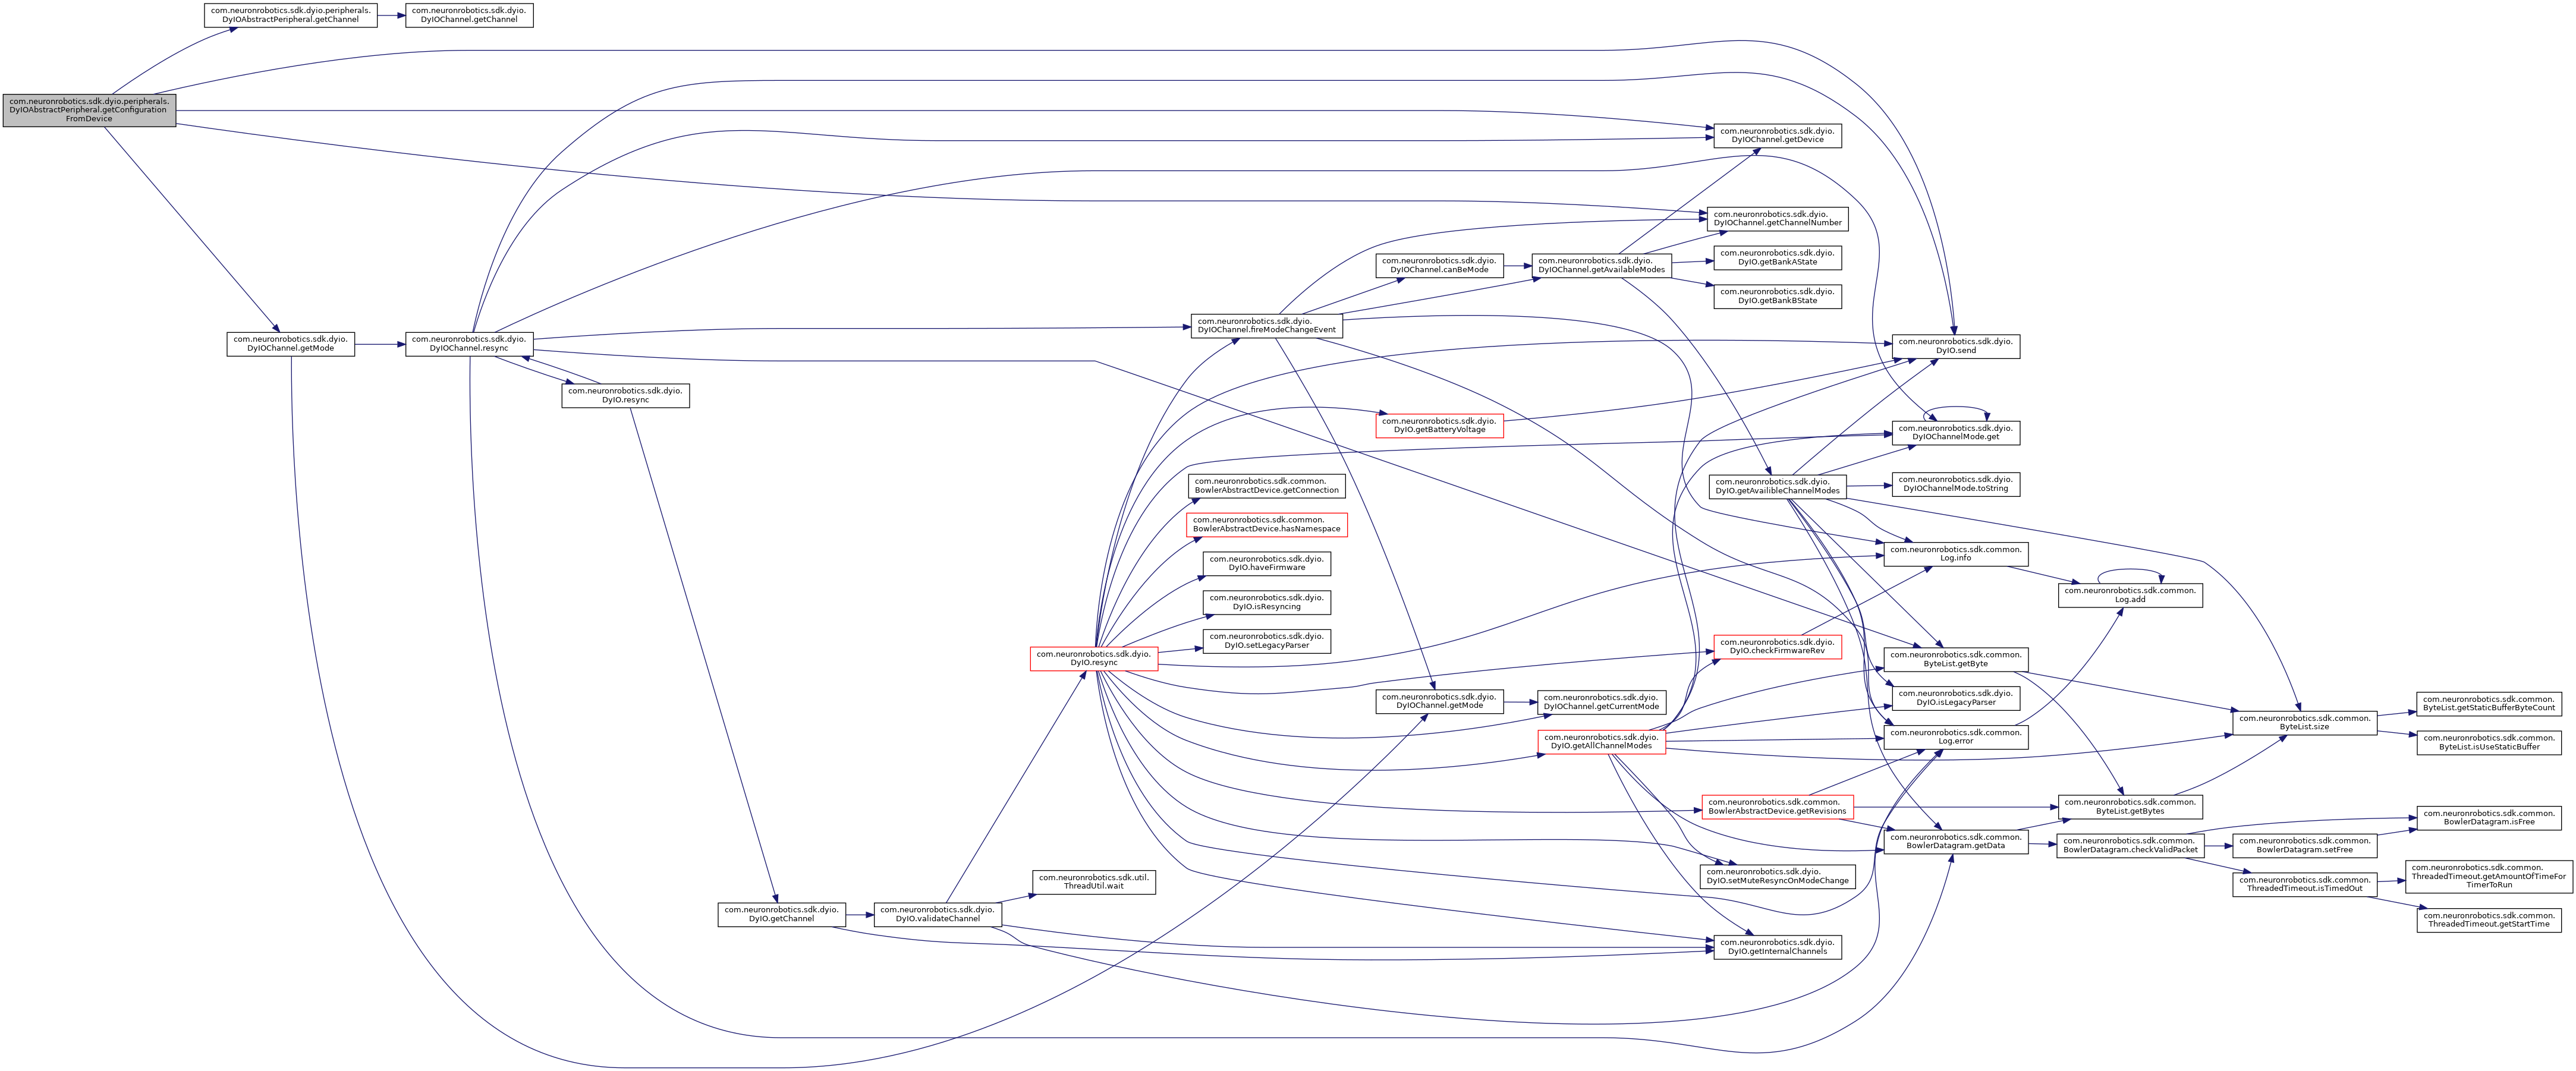 com.neuronrobotics.sdk.dyio.peripherals.
DyIOAbstractPeripheral.getConfiguration
FromDevice
com.neuronrobotics.sdk.dyio.peripherals.
DyIOAbstractPeripheral.getChannel
com.neuronrobotics.sdk.dyio.
DyIOChannel.getChannel
com.neuronrobotics.sdk.dyio.
DyIOChannel.getMode
com.neuronrobotics.sdk.dyio.
DyIOChannel.resync
com.neuronrobotics.sdk.dyio.
DyIO.resync
com.neuronrobotics.sdk.dyio.
DyIO.getChannel
com.neuronrobotics.sdk.dyio.
DyIO.validateChannel
com.neuronrobotics.sdk.dyio.
DyIO.resync
com.neuronrobotics.sdk.util.
ThreadUtil.wait
com.neuronrobotics.sdk.dyio.
DyIOChannel.fireModeChangeEvent
com.neuronrobotics.sdk.common.
BowlerAbstractDevice.getConnection
com.neuronrobotics.sdk.common.
BowlerAbstractDevice.hasNamespace
com.neuronrobotics.sdk.dyio.
DyIO.haveFirmware
com.neuronrobotics.sdk.dyio.
DyIO.isResyncing
com.neuronrobotics.sdk.dyio.
DyIO.setLegacyParser
com.neuronrobotics.sdk.dyio.
DyIOChannel.canBeMode
com.neuronrobotics.sdk.dyio.
DyIO.getBatteryVoltage
com.neuronrobotics.sdk.dyio.
DyIOChannel.getMode
com.neuronrobotics.sdk.dyio.
DyIOChannel.getAvailableModes
com.neuronrobotics.sdk.dyio.
DyIOChannel.getCurrentMode
com.neuronrobotics.sdk.dyio.
DyIO.getAllChannelModes
com.neuronrobotics.sdk.dyio.
DyIOChannel.getDevice
com.neuronrobotics.sdk.dyio.
DyIOChannel.getChannelNumber
com.neuronrobotics.sdk.dyio.
DyIO.getBankAState
com.neuronrobotics.sdk.dyio.
DyIO.getBankBState
com.neuronrobotics.sdk.dyio.
DyIO.getAvailibleChannelModes
com.neuronrobotics.sdk.dyio.
DyIO.checkFirmwareRev
com.neuronrobotics.sdk.common.
BowlerAbstractDevice.getRevisions
com.neuronrobotics.sdk.dyio.
DyIO.setMuteResyncOnModeChange
com.neuronrobotics.sdk.dyio.
DyIO.getInternalChannels
com.neuronrobotics.sdk.dyio.
DyIO.send
com.neuronrobotics.sdk.dyio.
DyIOChannelMode.get
com.neuronrobotics.sdk.dyio.
DyIOChannelMode.toString
com.neuronrobotics.sdk.common.
Log.info
com.neuronrobotics.sdk.common.
ByteList.getByte
com.neuronrobotics.sdk.dyio.
DyIO.isLegacyParser
com.neuronrobotics.sdk.common.
Log.error
com.neuronrobotics.sdk.common.
BowlerDatagram.getData
com.neuronrobotics.sdk.common.
Log.add
com.neuronrobotics.sdk.common.
ByteList.getBytes
com.neuronrobotics.sdk.common.
BowlerDatagram.checkValidPacket
com.neuronrobotics.sdk.common.
ByteList.size
com.neuronrobotics.sdk.common.
BowlerDatagram.setFree
com.neuronrobotics.sdk.common.
ThreadedTimeout.isTimedOut
com.neuronrobotics.sdk.common.
ByteList.getStaticBufferByteCount
com.neuronrobotics.sdk.common.
ByteList.isUseStaticBuffer
com.neuronrobotics.sdk.common.
BowlerDatagram.isFree
com.neuronrobotics.sdk.common.
ThreadedTimeout.getAmountOfTimeFor
TimerToRun
com.neuronrobotics.sdk.common.
ThreadedTimeout.getStartTime